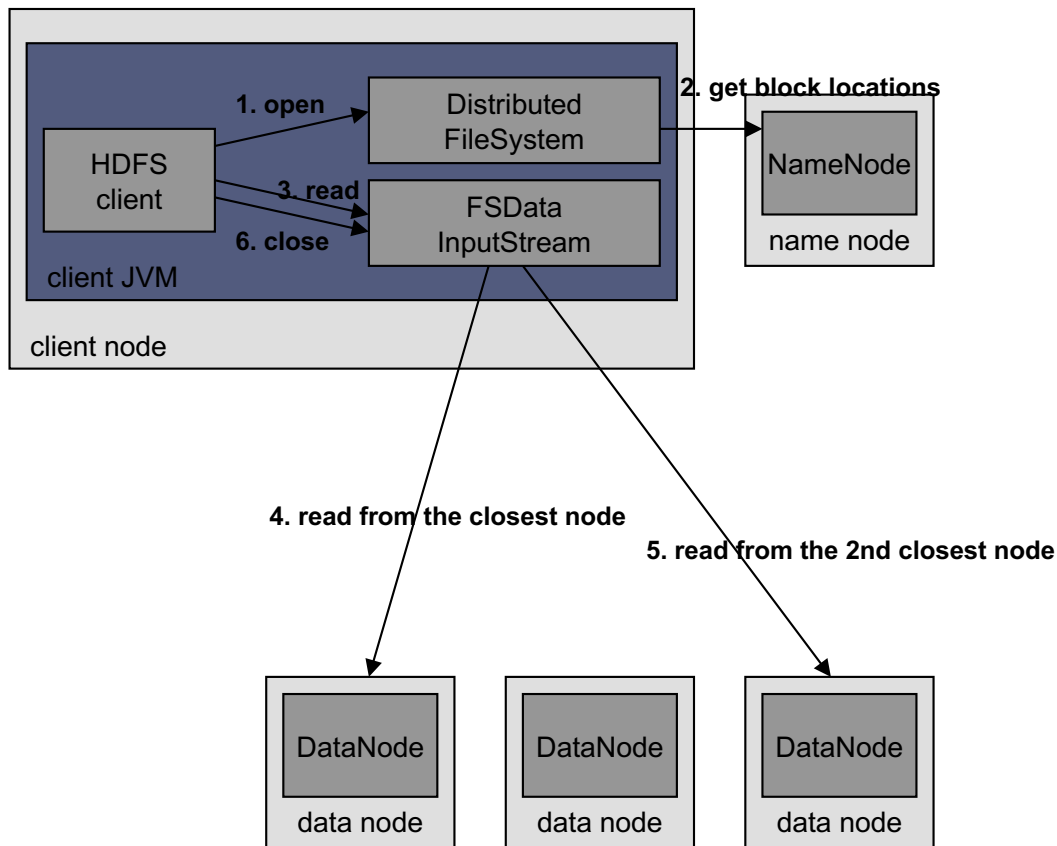 1. open
Distributed
FileSystem
2. get block locations
HDFS
client
NameNode
3. read
FSData
InputStream
6. close
name node
client JVM
client node
4. read from the closest node
5. read from the 2nd closest node
DataNode
DataNode
DataNode
data node
data node
data node